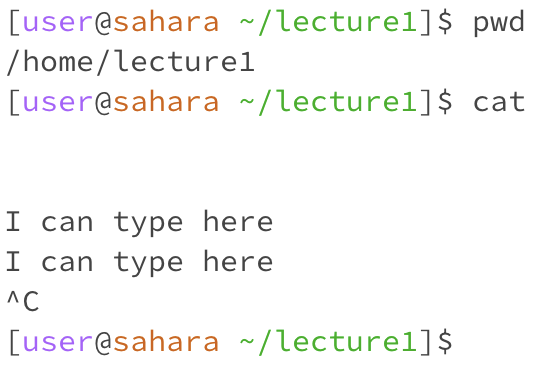 [user@sahara ~/lecture1]$ pwd
/home/lecture1
[user@sahara ~/lecture1]$ cat
I can type here
I can type here
^C
[user@sahara ~/lecture1]$